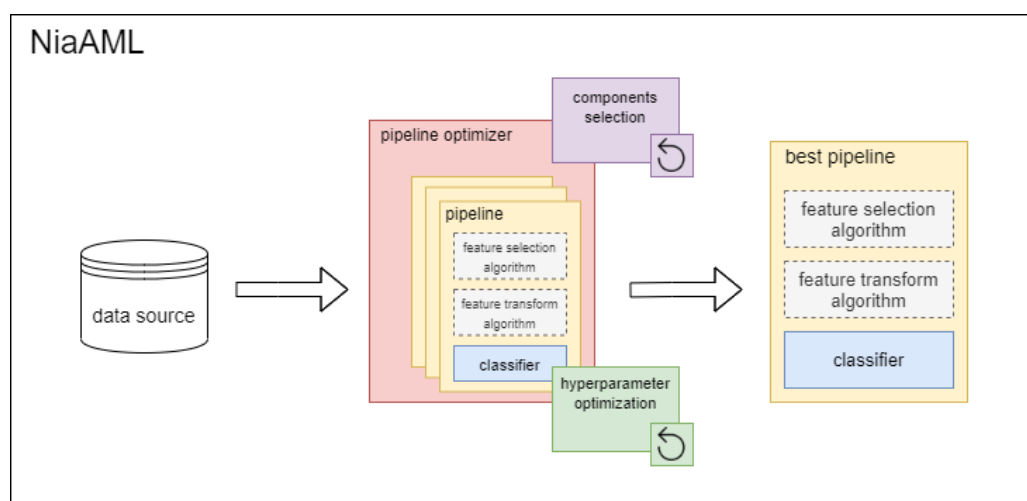 NiaAML
components
selection
pipeline optimizer
pipeline
feature selection
algorithm
feature transform
algorithm
classifier
hyperparameter
optimization
data source
best pipeline
feature selection
algorithm
feature transform
algorithm
classifier